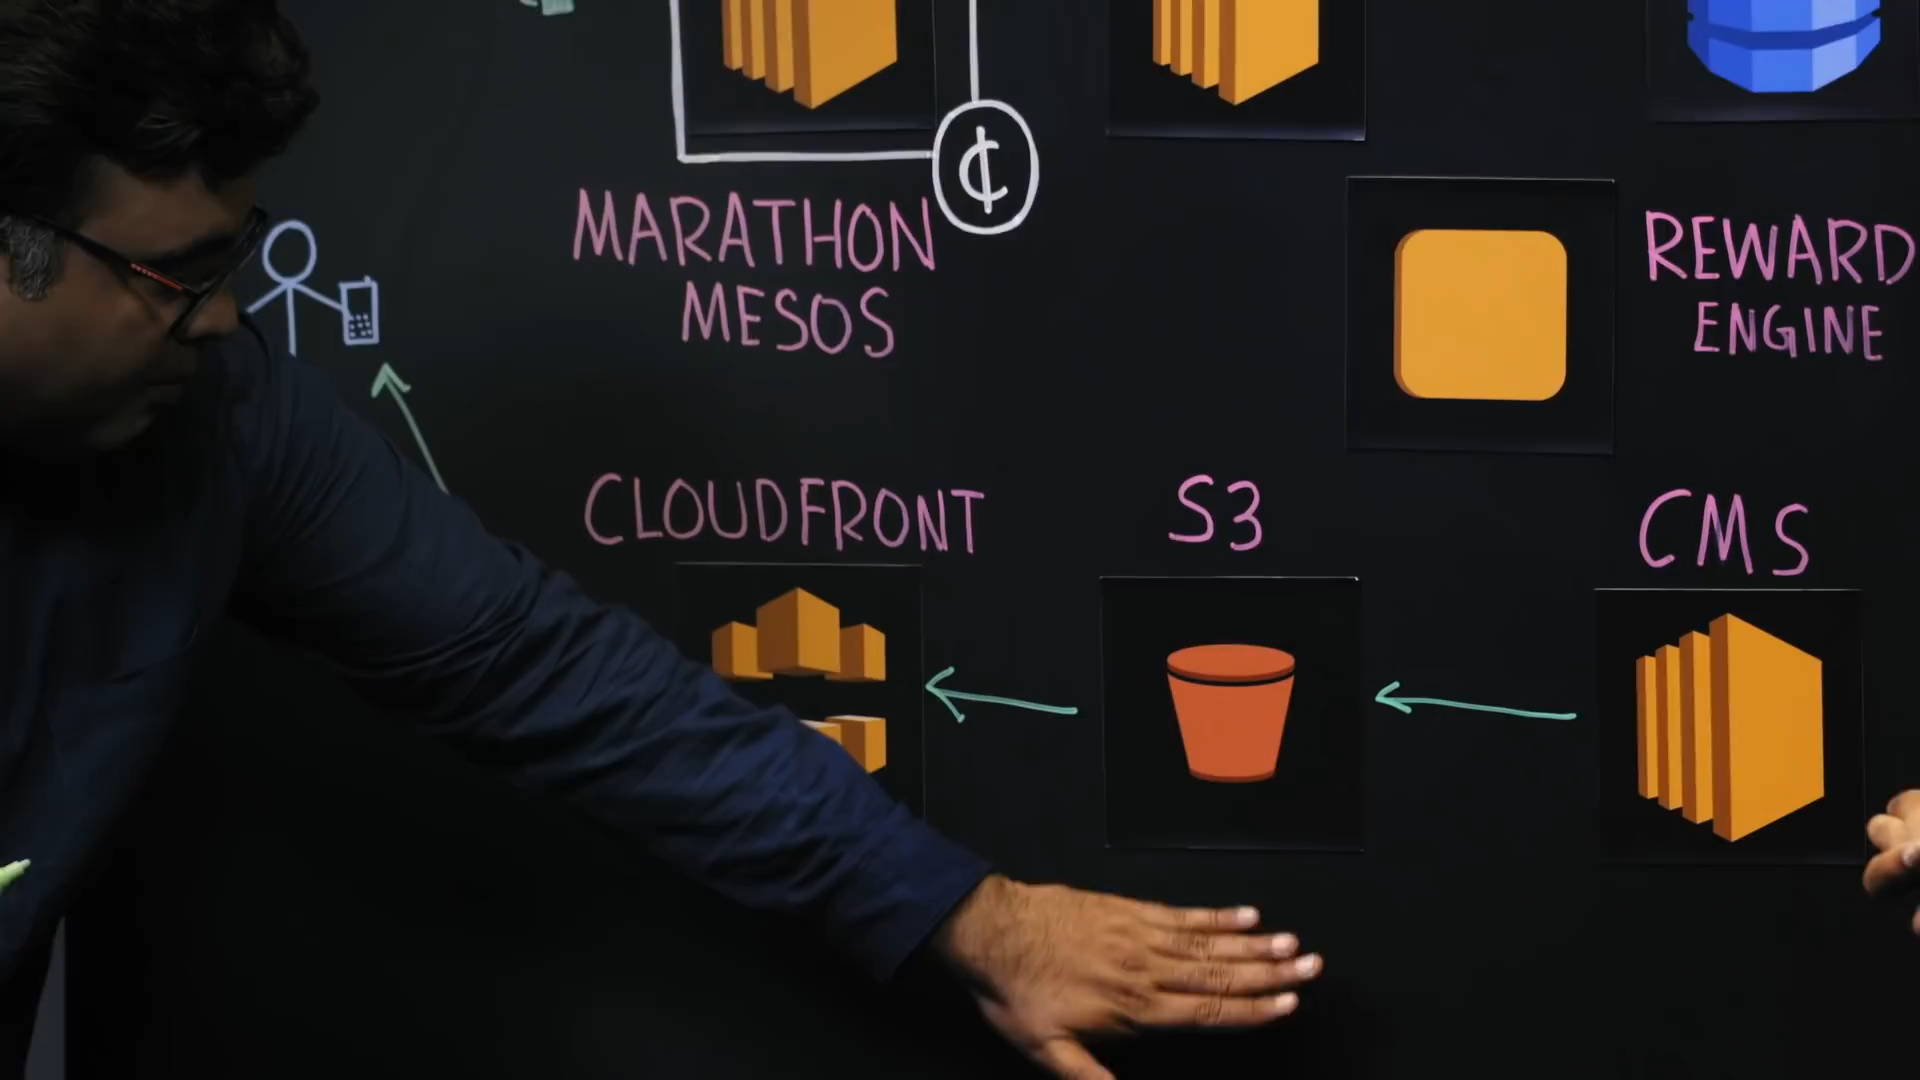 ₵
MARATHON
MESOS
REWARD
ENGINE
CLOUDFRONT
S3
CMS